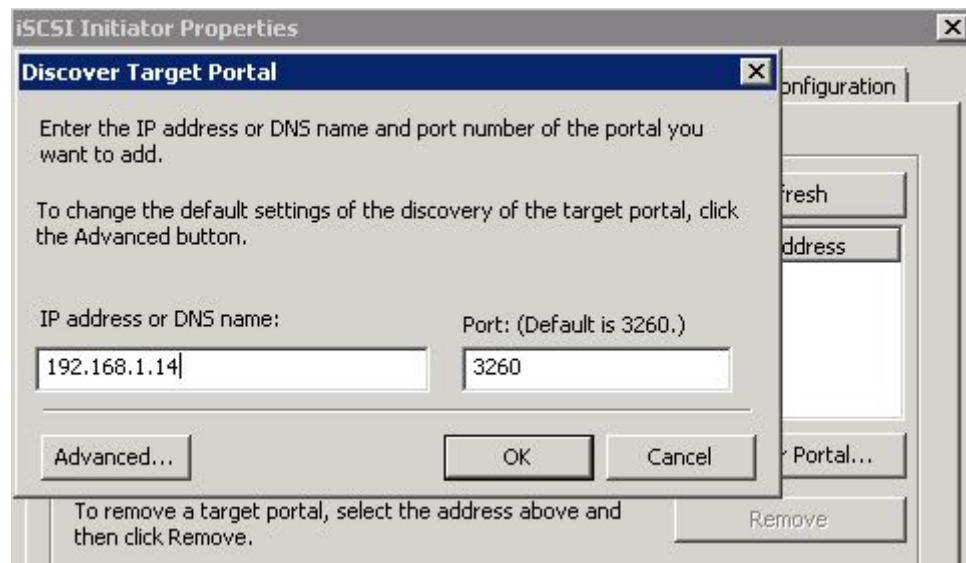 iSCSI Initiator Properties
Discover Target Portal
onfiguration
Enter the IP address or DNS name and port number of the portal you
want to add.
fresh
To change the default settings of the discovery of the target portal, click
the Advanced button.
ddress
IP address or DNS name:
Port: (Default is 3260.)
192.168.1.14
3260
Advanced...
OK
Cancel
Portal...
To remove a target portal, select the address above and
then click Remove.
Remove